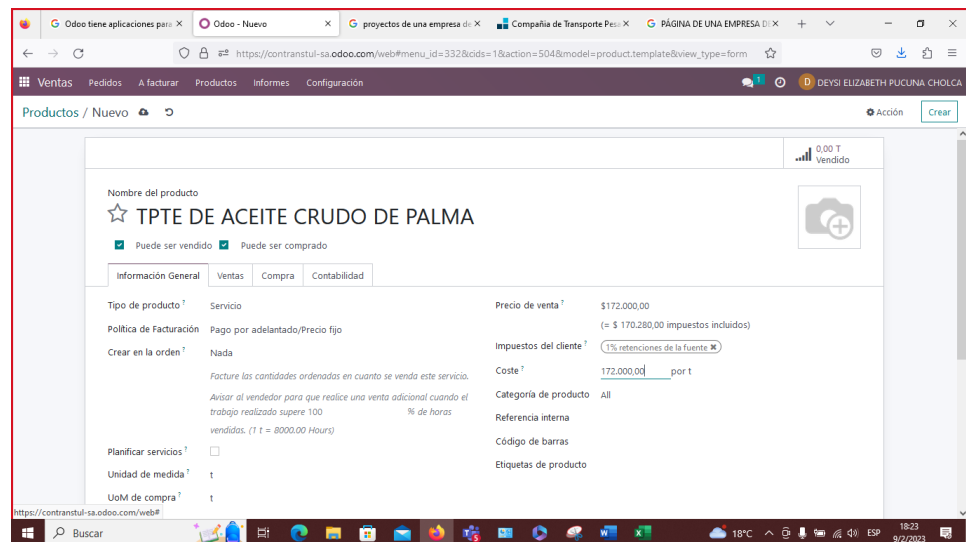 Odoo tiene aplicaciones para
Odoo - Nuevo
proyectos de una empresa de
Compañia de Transporte Pesa
PÁGINA DE UNA EMPRESA DE
https://contranstul-sa.odoo.com/web#menu_id=332&cids=1&action=504&model=product.template&view_type=form
Ventas Pedidos A facturar Productos Informes Configuración 1 D DEYSI ELIZABETH PUCUNA CHOLCA
Productos / Nuevo Acción Crear
0,00 T
Vendido
Nombre del producto
TPTE DE ACEITE CRUDO DE PALMA
Puede ser vendido Puede ser comprado
Información General Ventas Compra Contabilidad
Tipo de producto ? Servicio
Política de Facturación Pago por adelantado/Precio fijo
Crear en la orden ? Nada
Facture las cantidades ordenadas en cuanto se venda este servicio.
Avisar al vendedor para que realice una venta adicional cuando el
trabajo realizado supere 100 % de horas
vendidas. (1 t = 8000.00 Hours)
Planificar servicios ?
Unidad de medida ? t
UoM de compra ? t
Precio de venta ? $172.000,00
(= $ 170.280,00 impuestos incluidos)
Impuestos del cliente ? 1% retenciones de la fuente
Coste ? 172.000,00 por t
Categoría de producto All
Referencia interna
Código de barras
Etiquetas de producto
https://contranstul-sa.odoo.com/web#
Buscar
18°C
ESP
18:23
9/2/2023